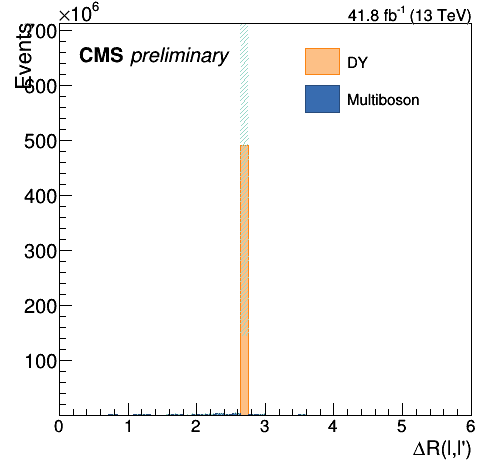 ×10⁶
41.8 fb⁻¹ (13 TeV)
Events
CMS preliminary
DY
Multiboson
700
600
500
400
300
200
100
0 1 2 3 4 5 6
ΔR(l,l')